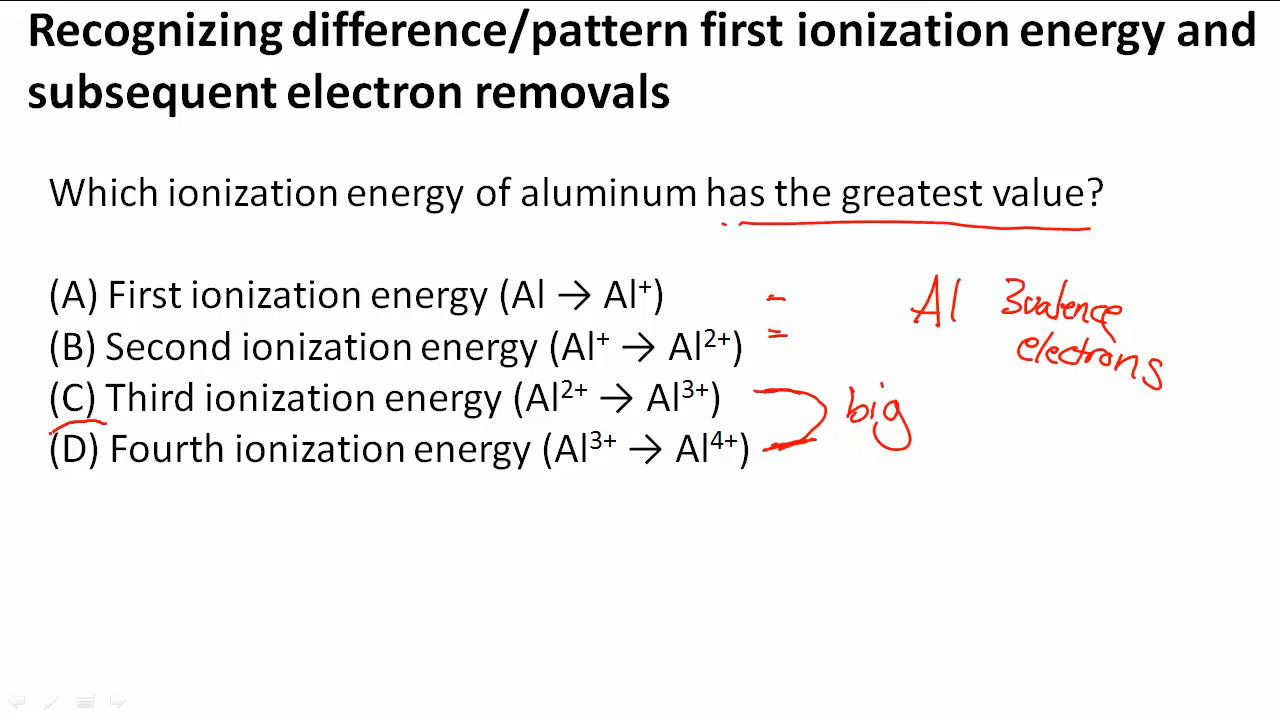 Recognizing difference/pattern first ionization energy and
subsequent electron removals
Which ionization energy of aluminum has the greatest value?
(A) First ionization energy (Al → Al⁺)
(B) Second ionization energy (Al⁺ → Al²⁺)
(C) Third ionization energy (Al²⁺ → Al³⁺)
(D) Fourth ionization energy (Al³⁺ → Al⁴⁺)
Al 3 valence
electrons
big